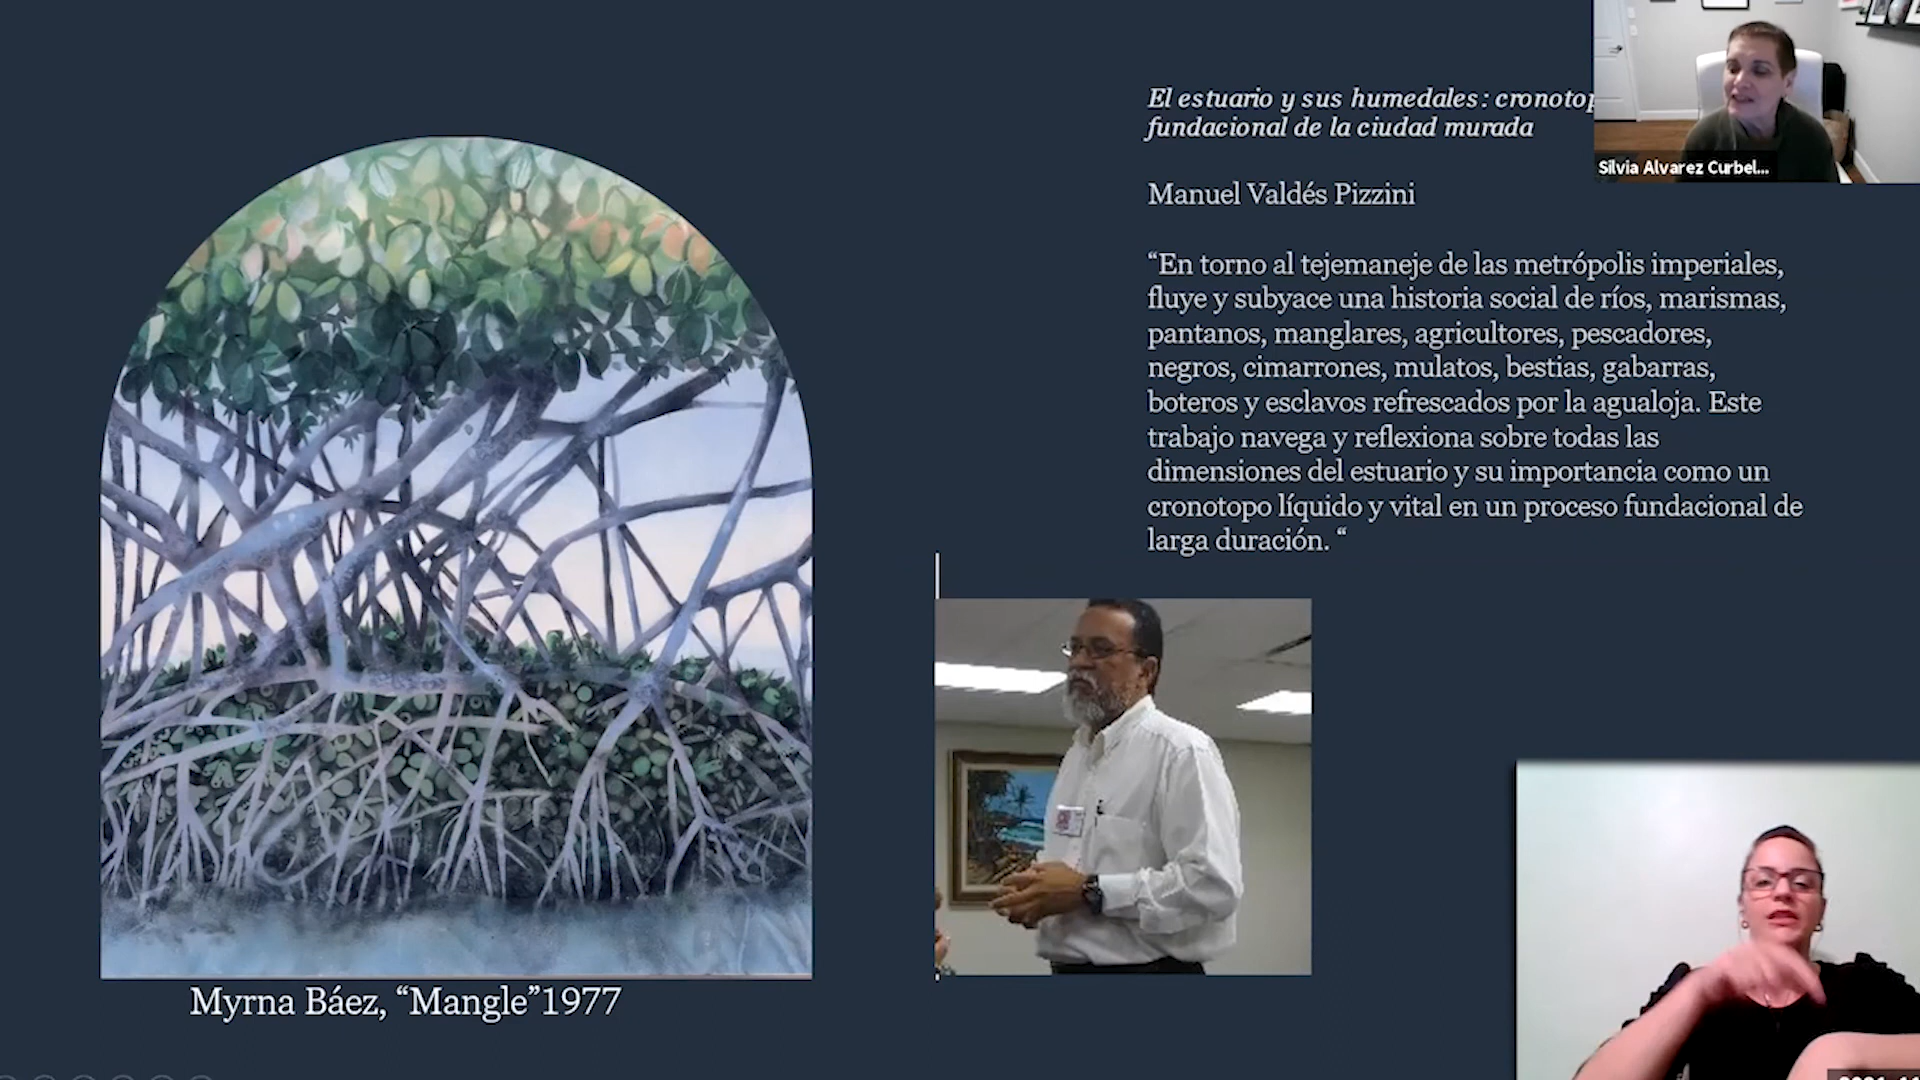 El estuario y sus humedales: 
fundacional de la ciudad murada
Silvia Alvarez Curbel...
Manuel Valdés Pizzini
“En torno al tejemaneje de las metrópolis imperiales,
fluye y subyace una historia social de ríos, marismas,
pantanos, manglares, agricultores, pescadores,
negros, cimarrones, mulatos, bestias, gabarras,
boteros y esclavos refrescados por la agualoja. Este
trabajo navega y reflexiona sobre todas las
dimensiones del estuario y su importancia como un
cronotopo líquido y vital en un proceso fundacional de
larga duración. “
Myrna Báez, “Mangle”1977